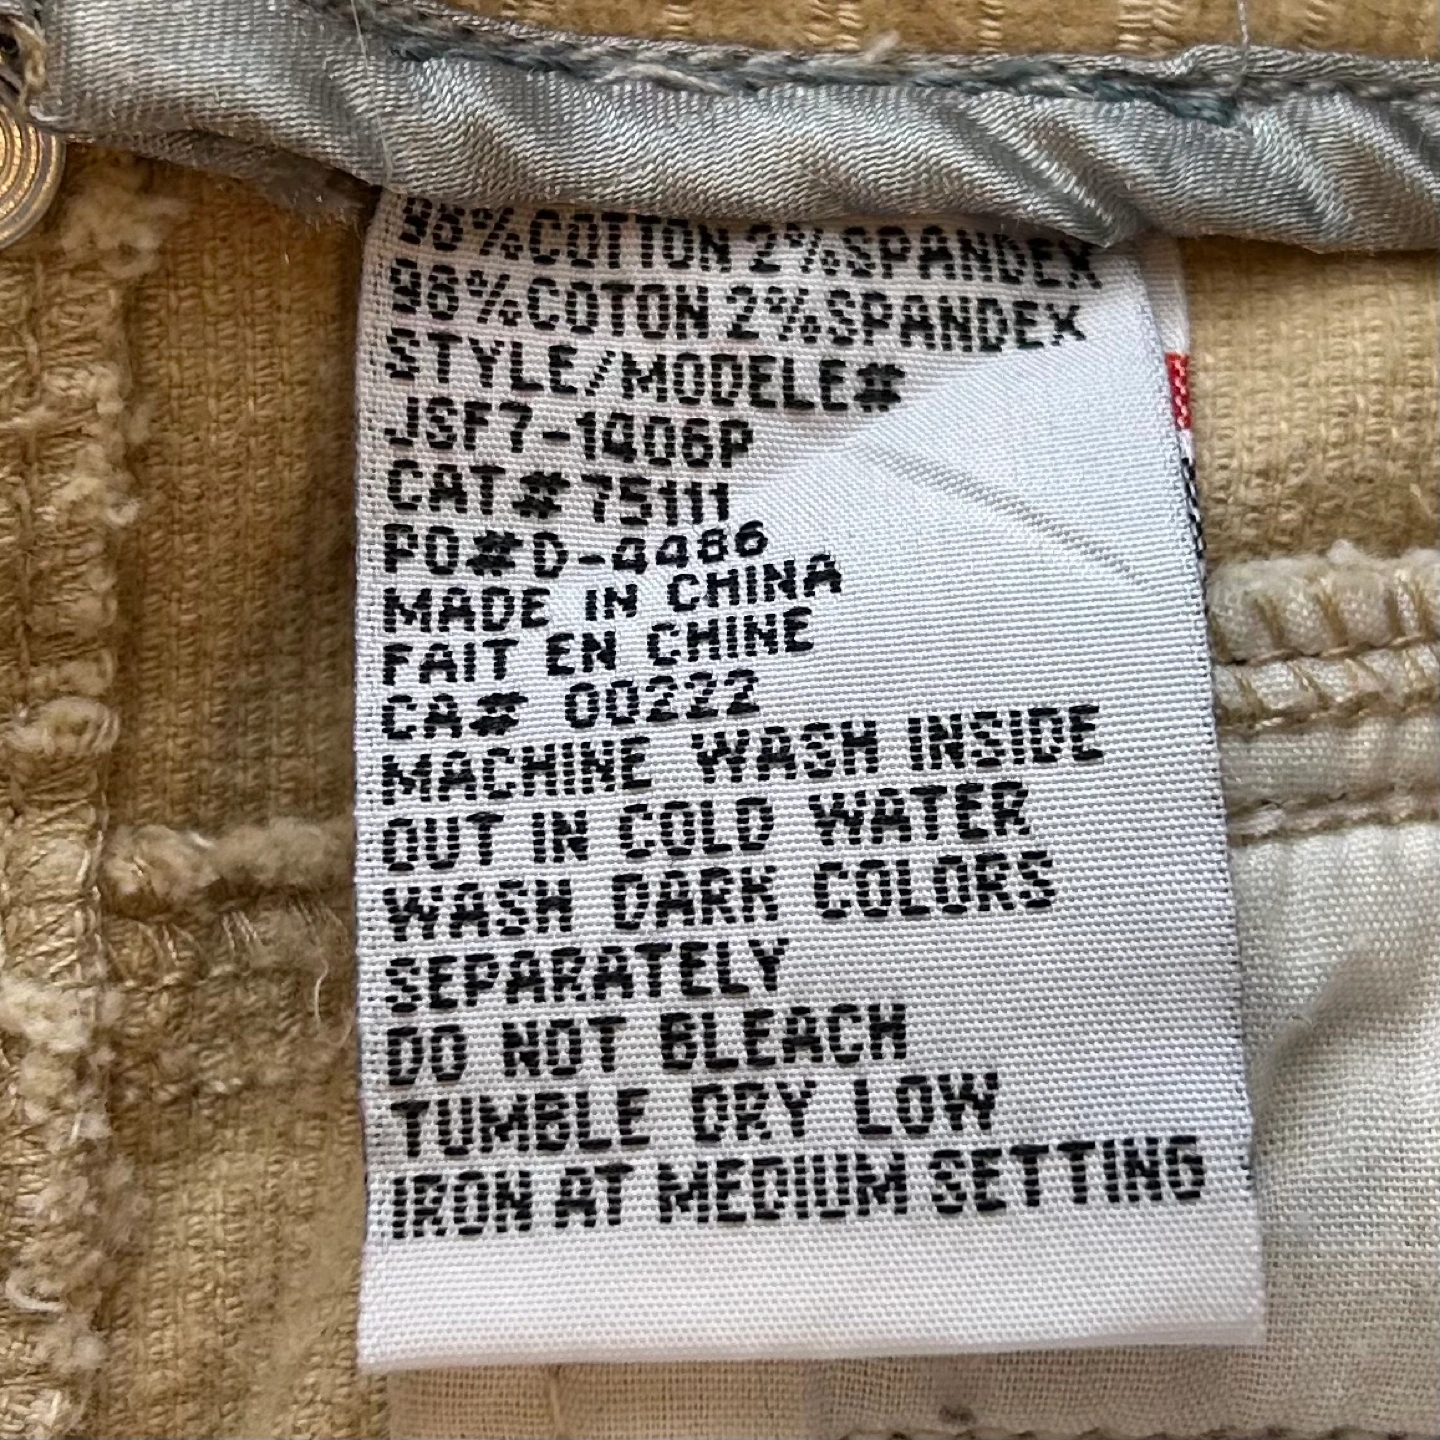 98%COTTON 2%SPANDEX
98%COTON 2%SPANDEX
STYLE/MODELE#
JSF7-1406P
CAT#75111
PO#D-4486
MADE IN CHINA
FAIT EN CHINE
CA# 00222
MACHINE WASH INSIDE
OUT IN COLD WATER
WASH DARK COLORS
SEPARATELY
DO NOT BLEACH
TUMBLE DRY LOW
IRON AT MEDIUM SETTING